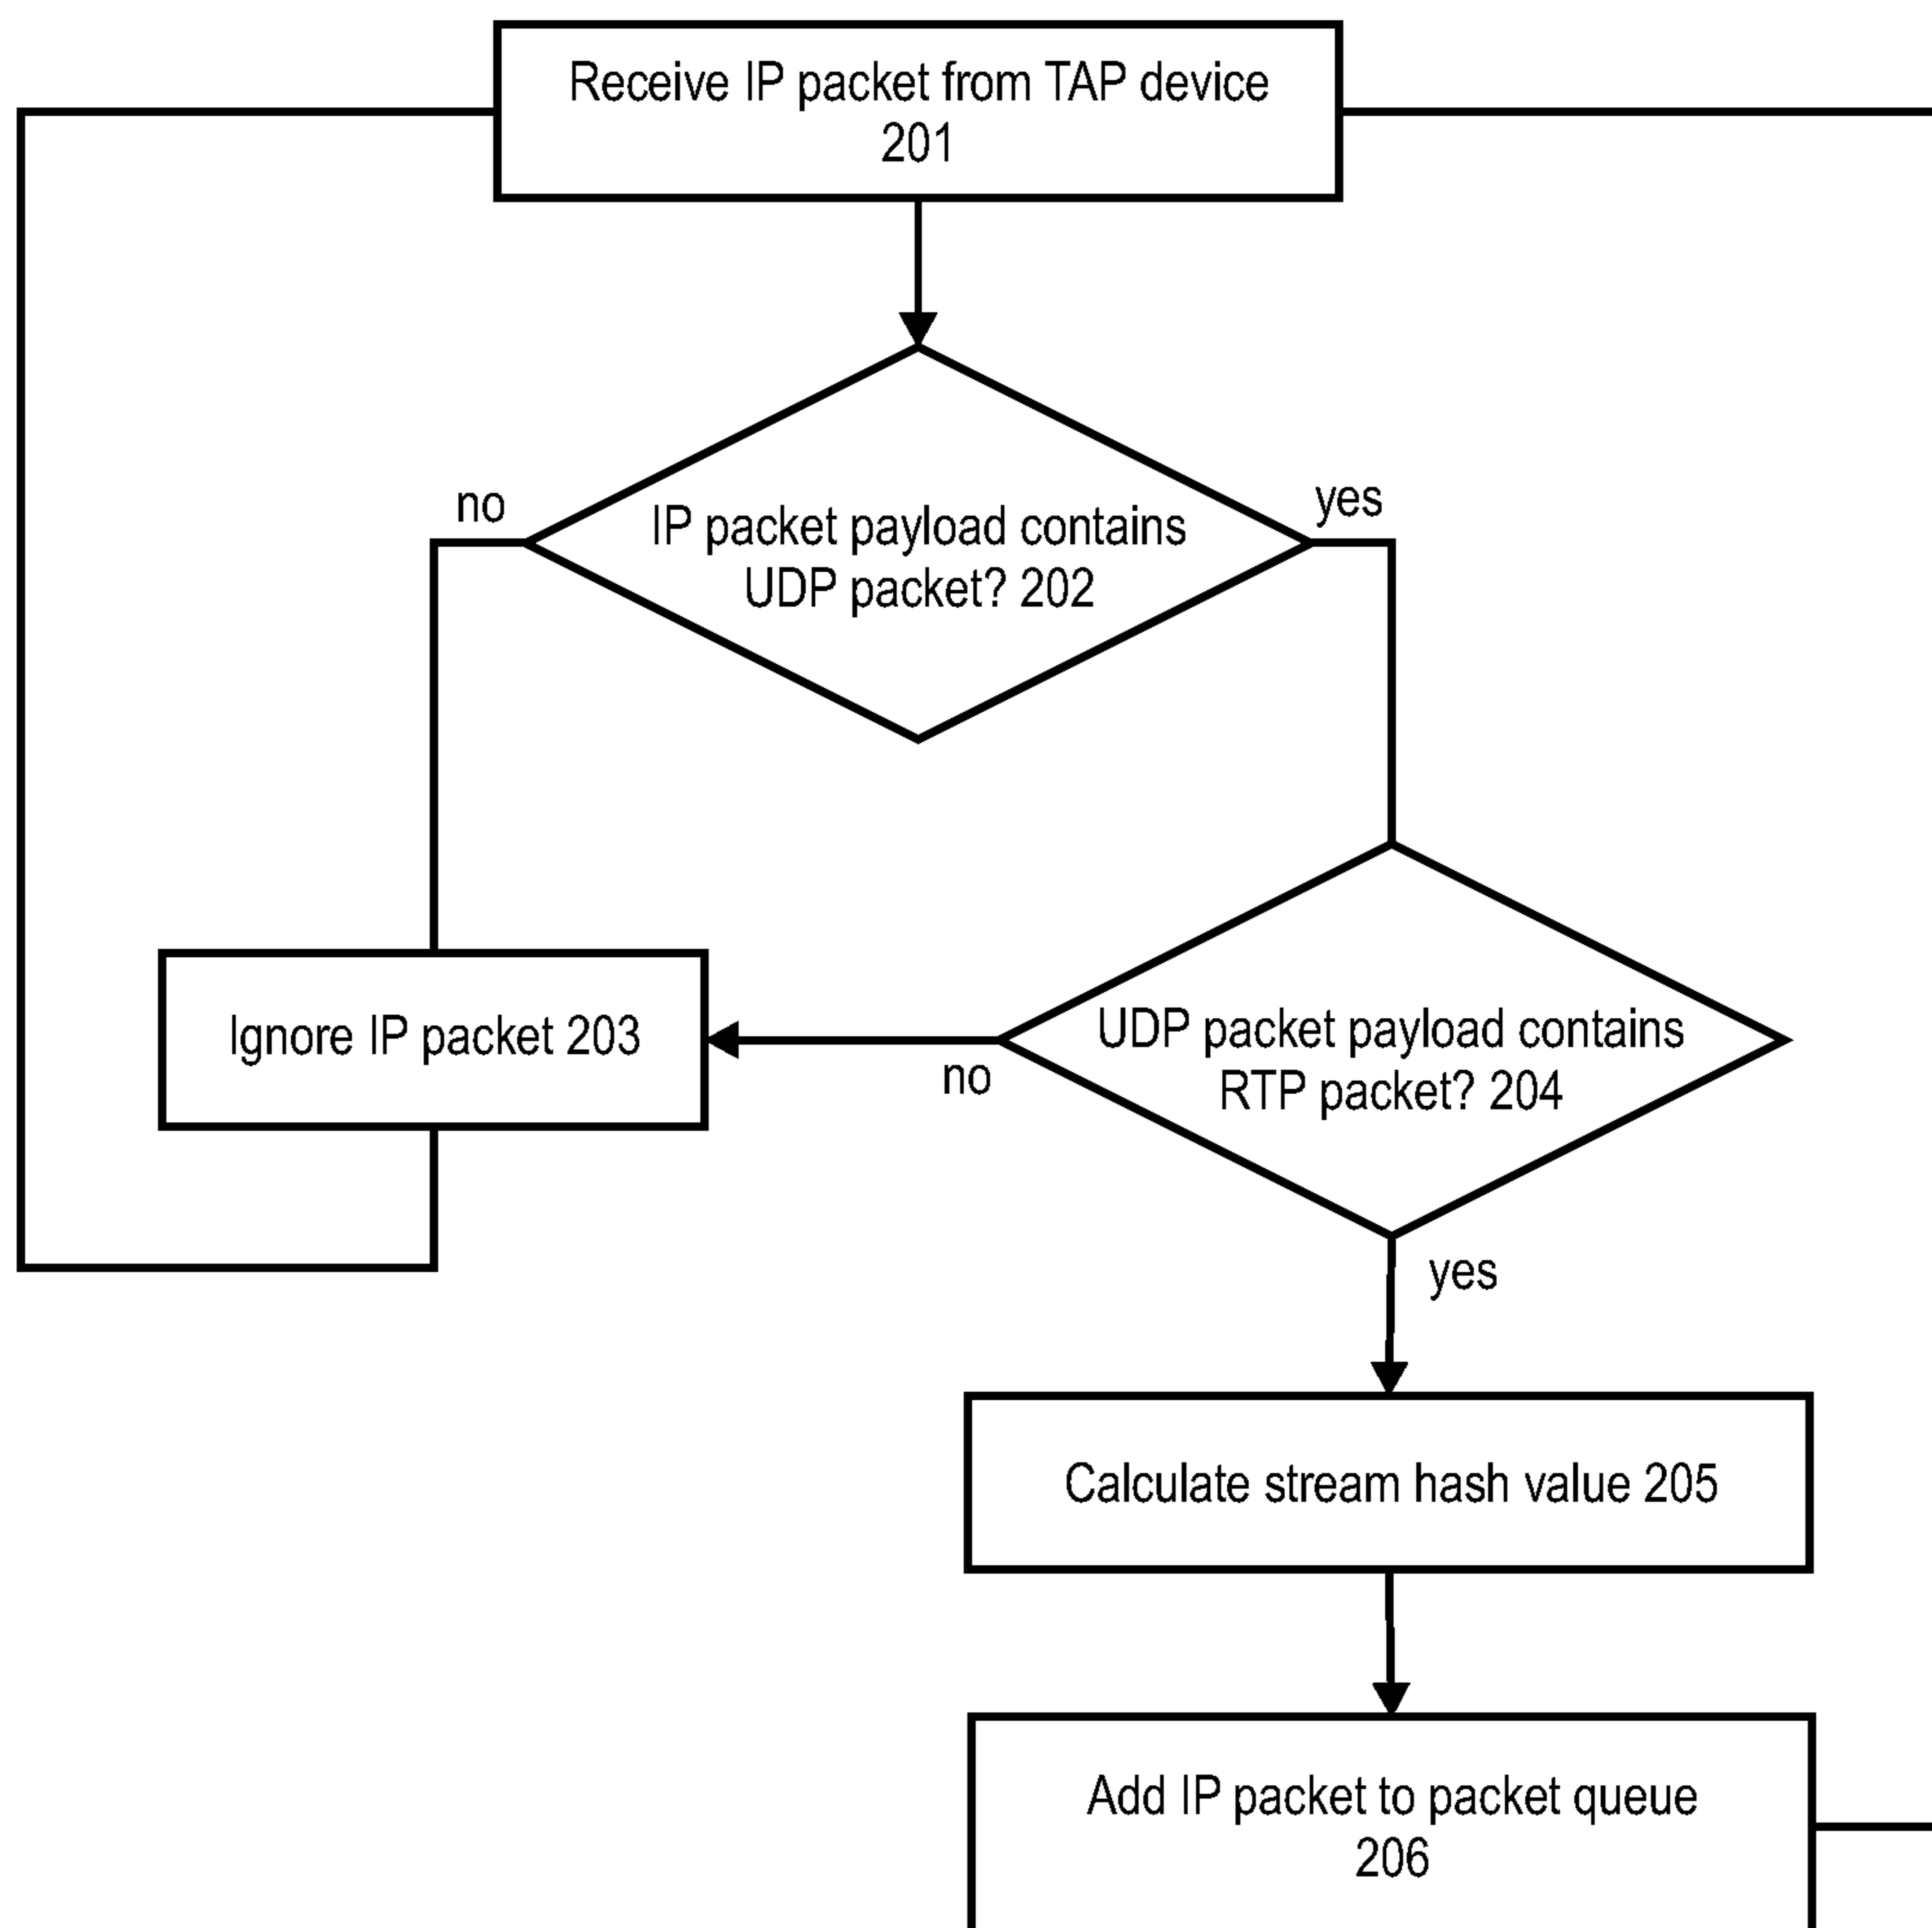 Receive IP packet from TAP device
201
no
yes
IP packet payload contains
UDP packet? 202
Ignore IP packet 203
UDP packet payload contains
RTP packet? 204
no
yes
Calculate stream hash value 205
Add IP packet to packet queue
206